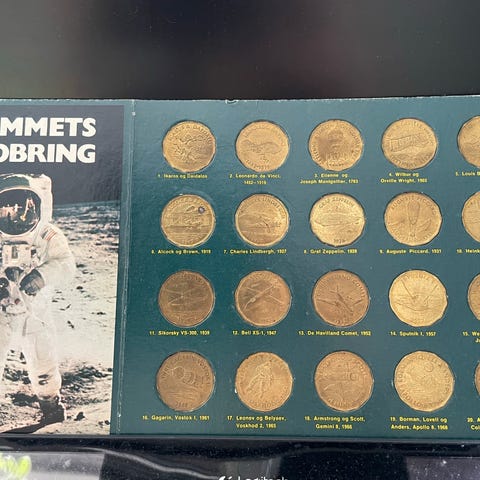 MMETS
OBRING
1. Ikaros og Daidalos
2. Leonardo da Vinci,
1452-1519
3. Etienne og
Joseph Montgolfier, 1783
4. Wilbur og
Orville Wright, 1903
5. Louis B
6. Alcock og Brown, 1919
7. Charles Lindbergh, 1927
8. Graf Zeppelin, 1928
9. Auguste Piccard, 1931
10. Heink
11. Sikorsky VS-300, 1939
12. Bell XS-1, 1947
13. De Havilland Comet, 1952
14. Sputnik I, 1957
15. We
16. Gagarin, Vostok I, 1961
17. Leonov og Belyaev,
Voskhod 2, 1965
18. Armstrong og Scott,
Gemini 8, 1966
19. Borman, Lovell og
Anders, Apollo 8, 1968
20. A
Co
Logitech